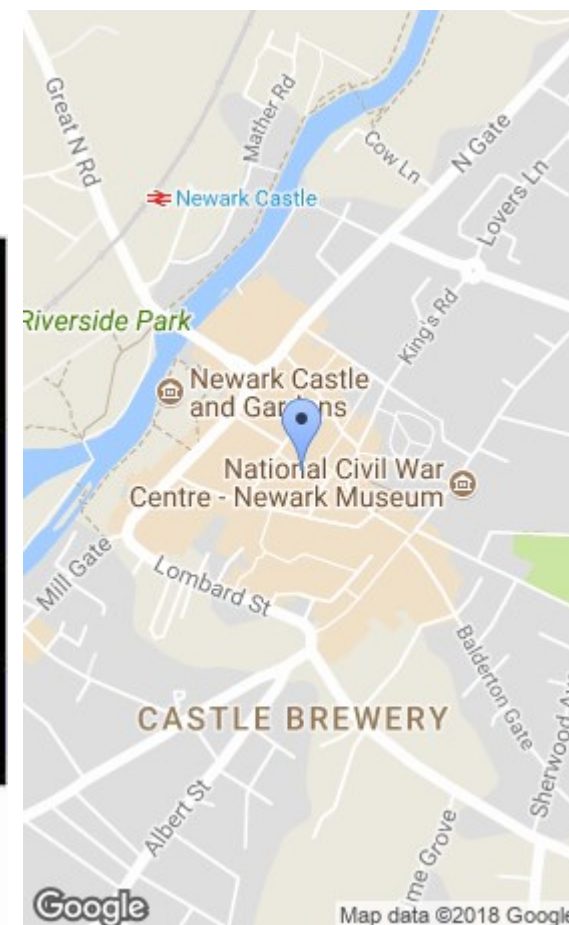 Great N Rd
Mather Rd
Cow Ln
N Gate
Lovers Ln
Newark Castle
King's Rd
Riverside Park
Newark Castle
and Gardens
National Civil War
Centre - Newark Museum
Mill Gate
Lombard St
Balderton Gate
CASTLE BREWERY
Sherwood Av
Albert St
me Grove
Google
Map data ©2018 Google